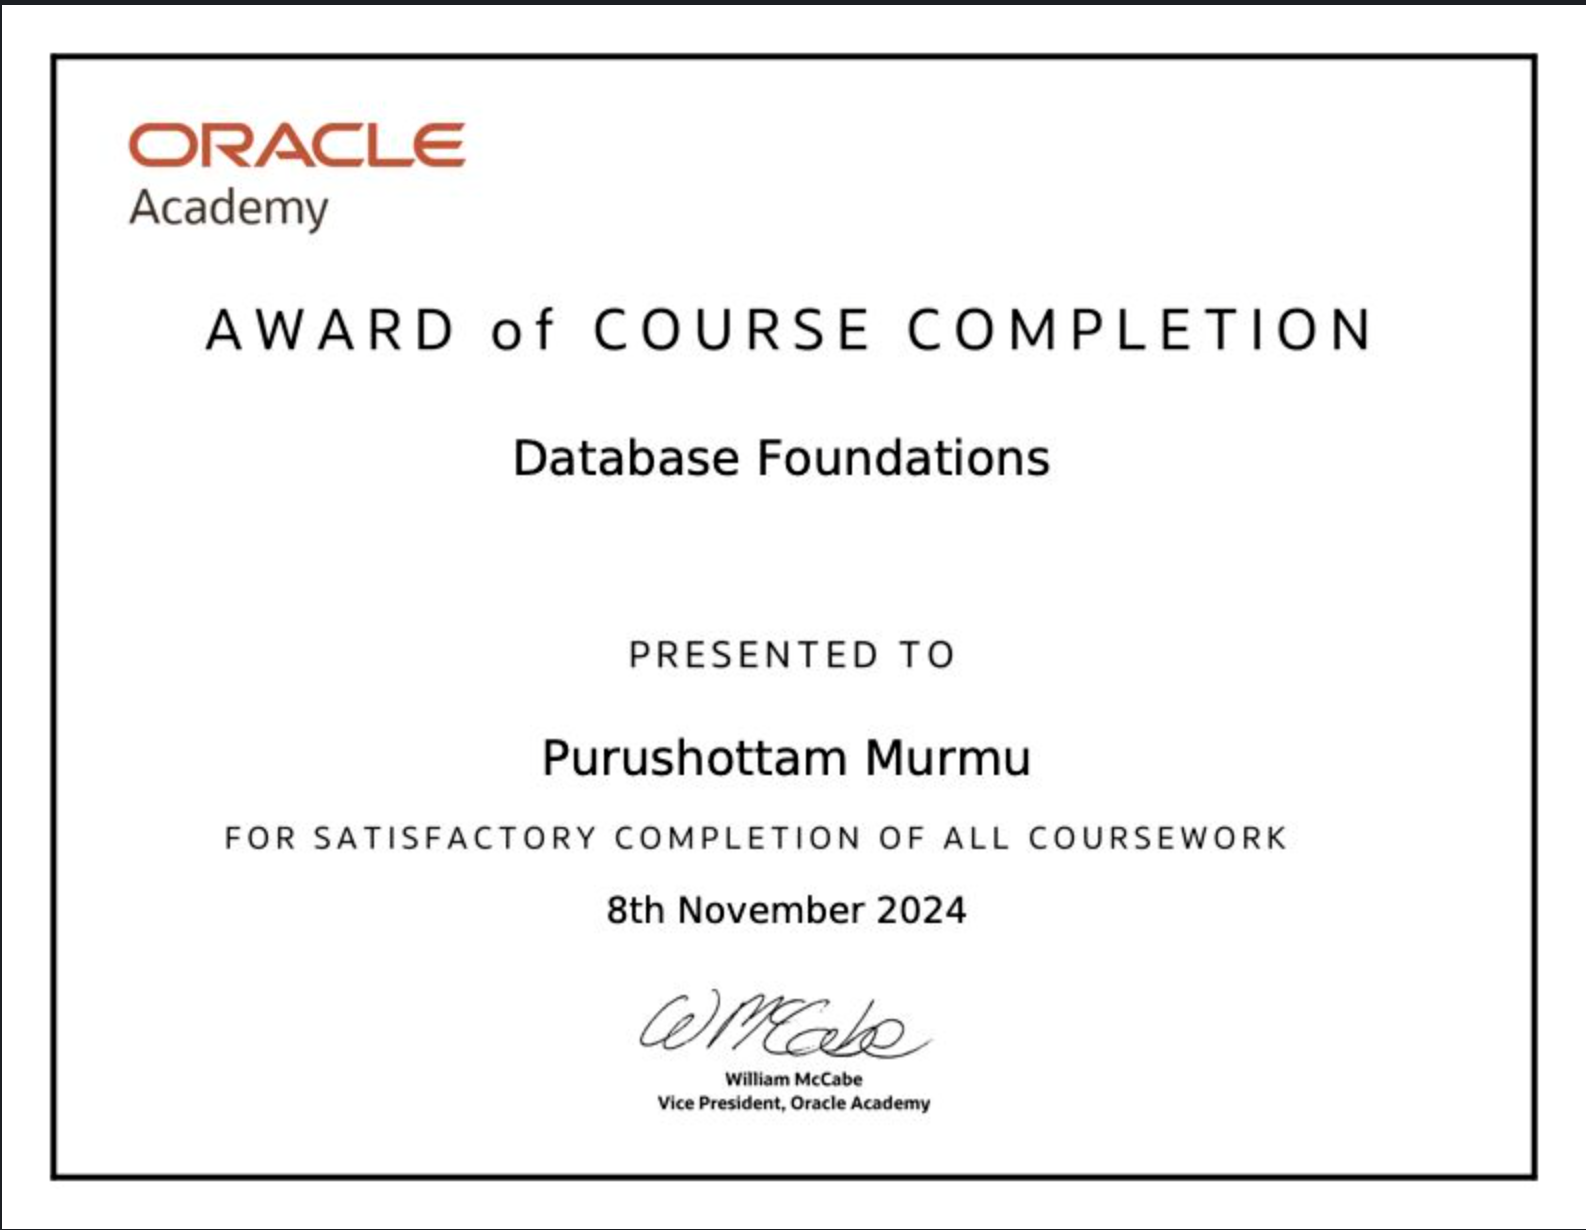 ORACLE
Academy
AWARD of COURSE COMPLETION
Database Foundations
PRESENTED TO
Purushottam Murmu
FOR SATISFACTORY COMPLETION OF ALL COURSEWORK
8th November 2024
W McCabe
William McCabe
Vice President, Oracle Academy